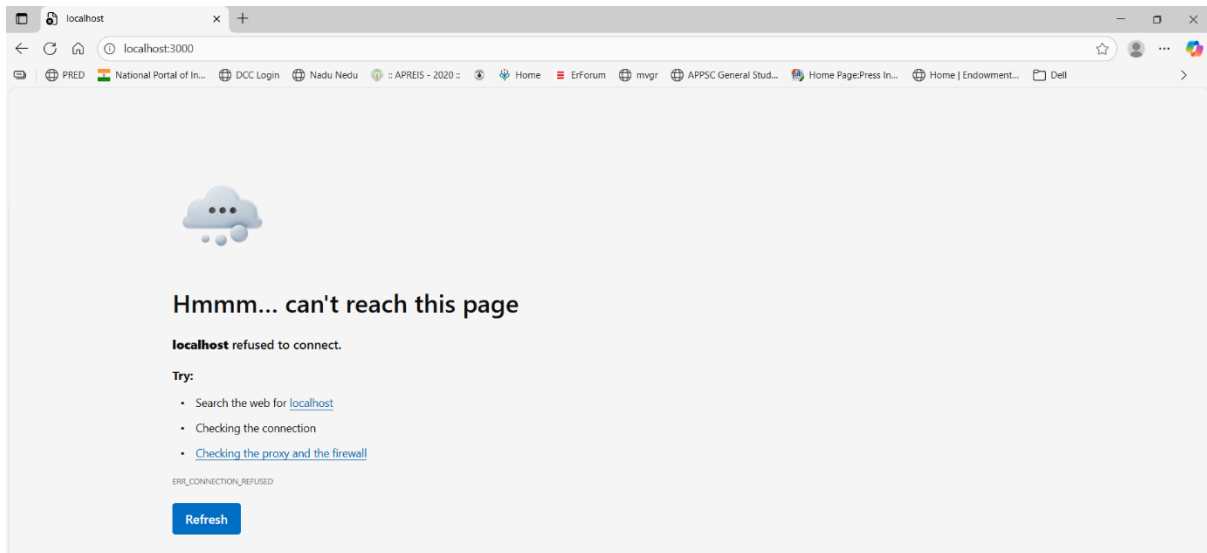 localhost
localhost:3000
PRED National Portal of In... DCC Login Nadu Nedu :: APREIS - 2020 :: Home ErForum mvgr APPSC General Stud... Home Page:Press In... Home | Endowment... Dell
Hmmm... can't reach this page
localhost refused to connect.
Try:
• Search the web for localhost
• Checking the connection
• Checking the proxy and the firewall
ERR_CONNECTION_REFUSED
Refresh